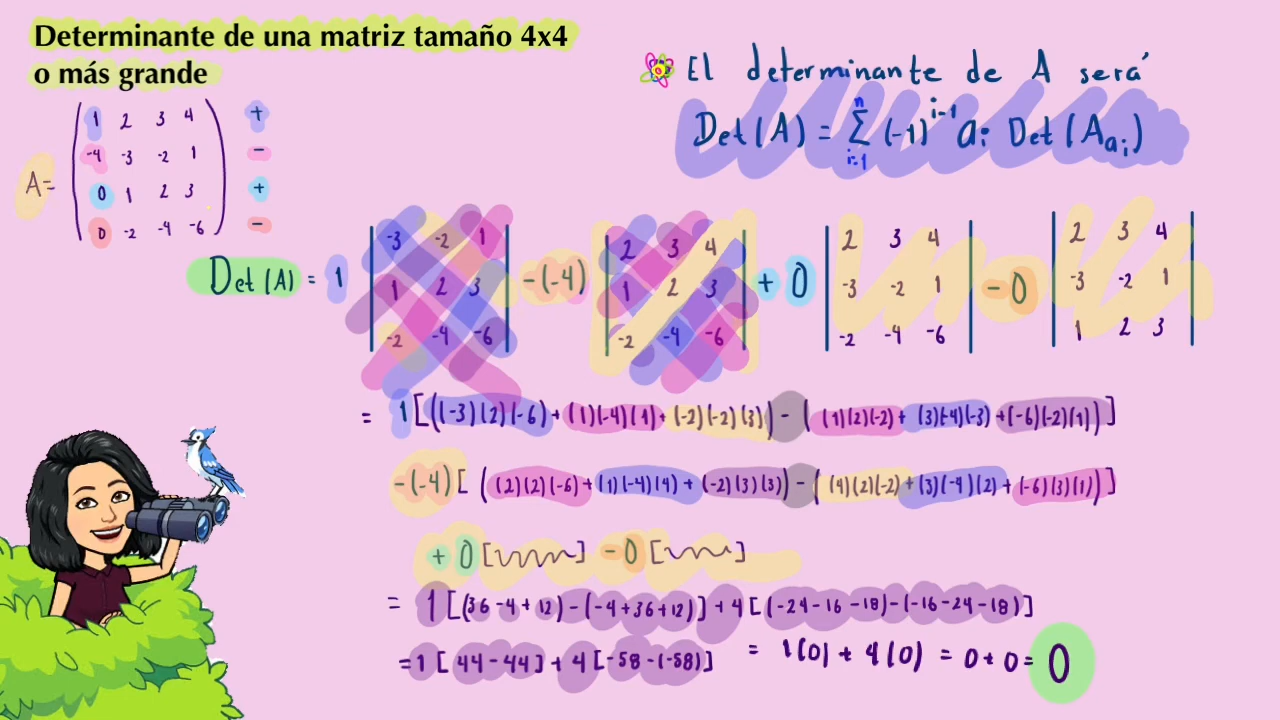 Determinante de una matriz tamaño 4x4
o más grande
El determinante de A será
Det(A) = Σ (-1)^{i-1} a_i Det(A_{a_i})
n
i=1
A=
1 2 3 4 +
-4 -3 -2 1 -
0 1 2 3 +
0 -2 -4 -6 -
Det(A) = 1 | -3 -2 1 | -(-4) | 2 3 4 | + 0 | 2 3 4 | - 0 | 2 3 4 |
| 1 2 3 | | 1 2 3 | | -3 -2 1 | | -3 -2 1 |
| -2 -4 -6 | | -2 -4 -6 | | -2 -4 -6 | | 1 2 3 |
= 1[((-3)(2)(-6)+(1)(-4)(1)+(-2)(-2)(3)) - ((1)(2)(-2)+(3)(-4)(-3)+(-6)(-2)(1))]
-(-4)[((2)(2)(-6)+(1)(-4)(4)+(-2)(3)(3)) - ((4)(2)(-2)+(3)(-4)(2)+(-6)(3)(1))]
+ 0 [ ] - 0 [ ]
= 1[(36-4+12)-(-4+36+12)] + 4[(-24-16-18)-(-16-24-18)]
= 1[44-44] + 4[-58-(-58)] = 1(0) + 4(0) = 0+0 = 0